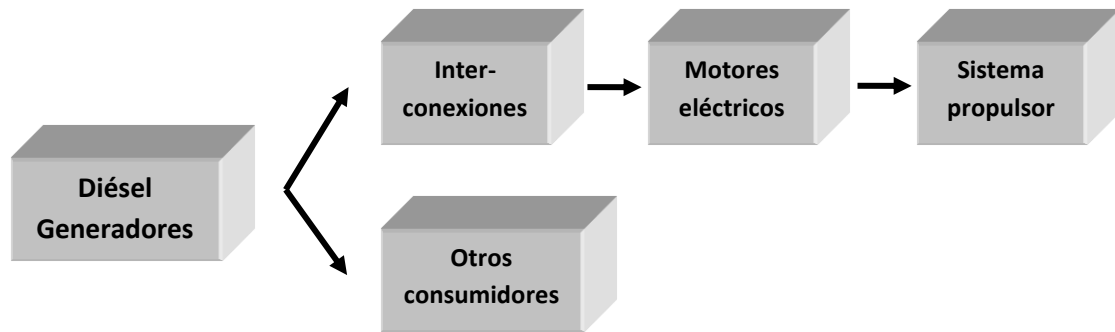 Inter-
conexiones
Motores
eléctricos
Sistema
propulsor
Diésel
Generadores
Otros
consumidores